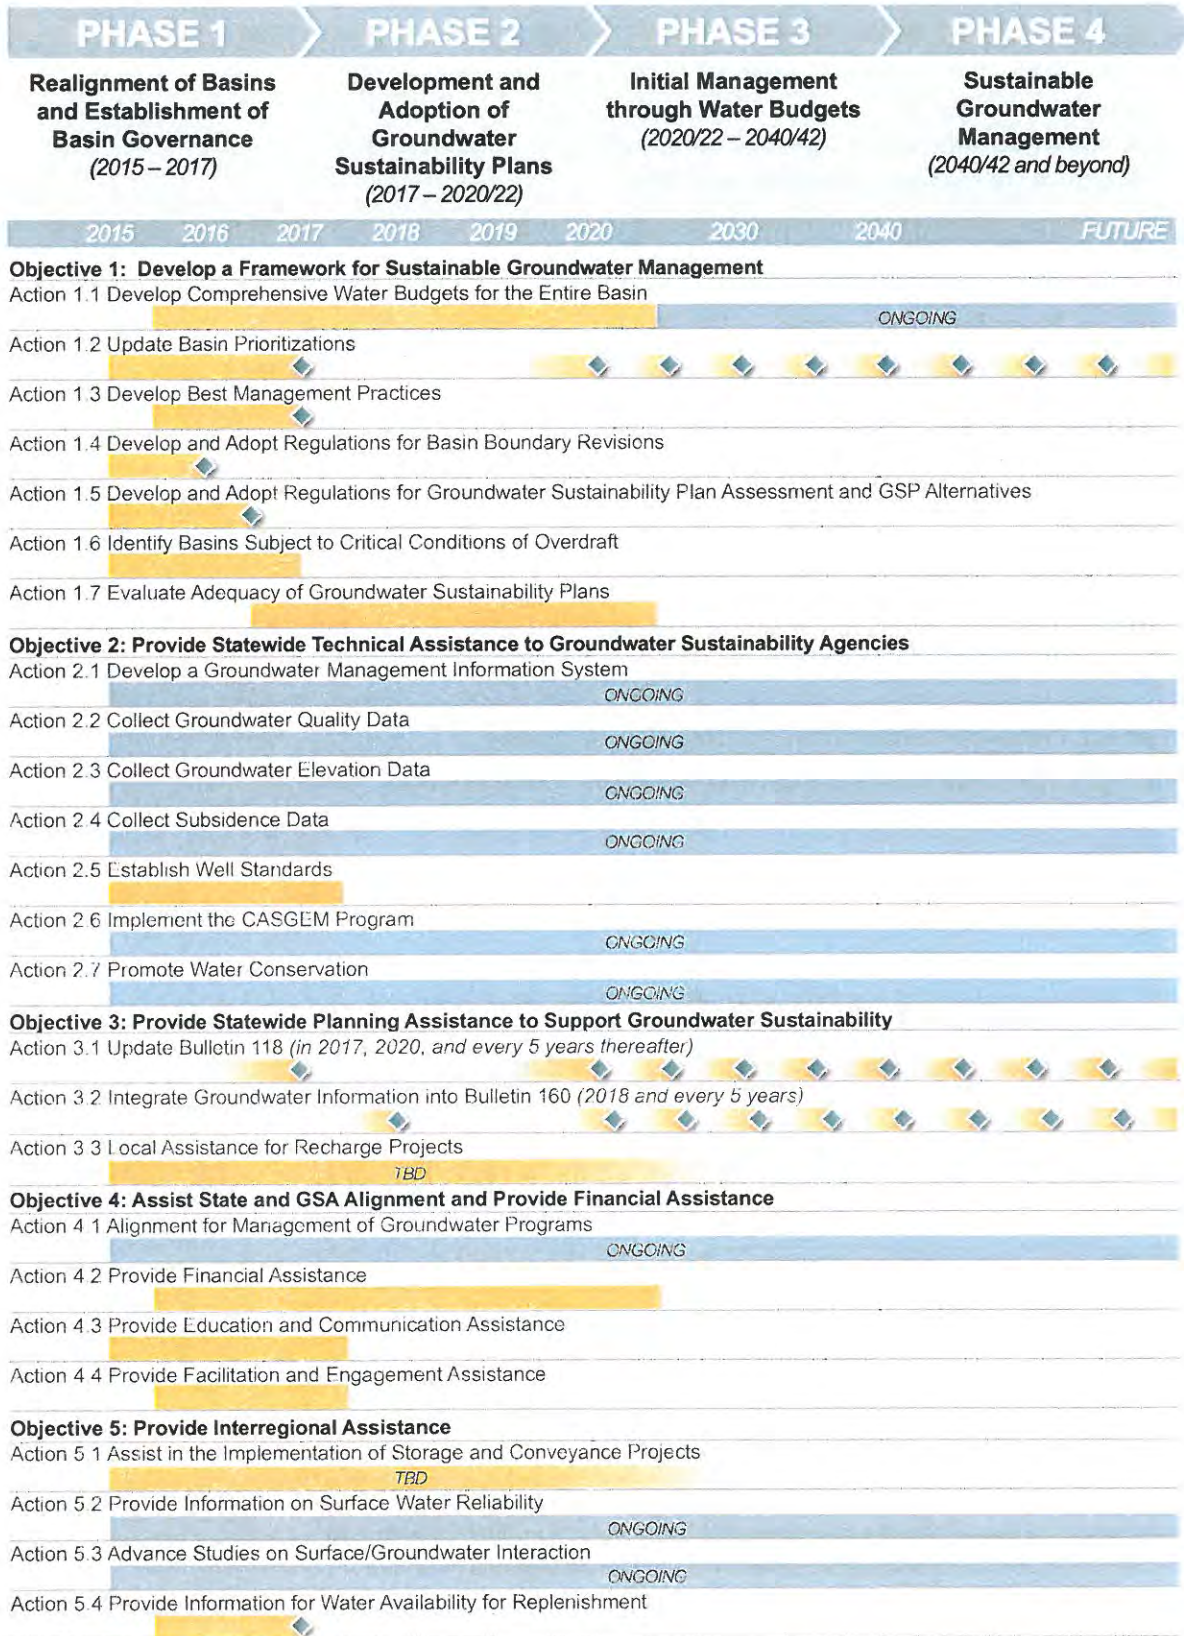 PHASE 1 PHASE 2 PHASE 3 PHASE 4
Realignment of Basins
and Establishment of
Basin Governance
(2015 – 2017)
Development and
Adoption of
Groundwater
Sustainability Plans
(2017 – 2020/22)
Initial Management
through Water Budgets
(2020/22 – 2040/42)
Sustainable
Groundwater
Management
(2040/42 and beyond)
2015 2016 2017 2018 2019 2020 2030 2040 FUTURE
Objective 1: Develop a Framework for Sustainable Groundwater Management
Action 1.1 Develop Comprehensive Water Budgets for the Entire Basin
ONGOING
Action 1.2 Update Basin Prioritizations
Action 1.3 Develop Best Management Practices
Action 1.4 Develop and Adopt Regulations for Basin Boundary Revisions
Action 1.5 Develop and Adopt Regulations for Groundwater Sustainability Plan Assessment and GSP Alternatives
Action 1.6 Identify Basins Subject to Critical Conditions of Overdraft
Action 1.7 Evaluate Adequacy of Groundwater Sustainability Plans
Objective 2: Provide Statewide Technical Assistance to Groundwater Sustainability Agencies
Action 2.1 Develop a Groundwater Management Information System
ONGOING
Action 2.2 Collect Groundwater Quality Data
ONGOING
Action 2.3 Collect Groundwater Elevation Data
ONGOING
Action 2.4 Collect Subsidence Data
ONGOING
Action 2.5 Establish Well Standards
Action 2.6 Implement the CASGEM Program
ONGOING
Action 2.7 Promote Water Conservation
ONGOING
Objective 3: Provide Statewide Planning Assistance to Support Groundwater Sustainability
Action 3.1 Update Bulletin 118 (in 2017, 2020, and every 5 years thereafter)
Action 3.2 Integrate Groundwater Information into Bulletin 160 (2018 and every 5 years)
Action 3.3 Local Assistance for Recharge Projects
TBD
Objective 4: Assist State and GSA Alignment and Provide Financial Assistance
Action 4.1 Alignment for Management of Groundwater Programs
ONGOING
Action 4.2 Provide Financial Assistance
Action 4.3 Provide Education and Communication Assistance
Action 4.4 Provide Facilitation and Engagement Assistance
Objective 5: Provide Interregional Assistance
Action 5.1 Assist in the Implementation of Storage and Conveyance Projects
TBD
Action 5.2 Provide Information on Surface Water Reliability
ONGOING
Action 5.3 Advance Studies on Surface/Groundwater Interaction
ONGOING
Action 5.4 Provide Information for Water Availability for Replenishment